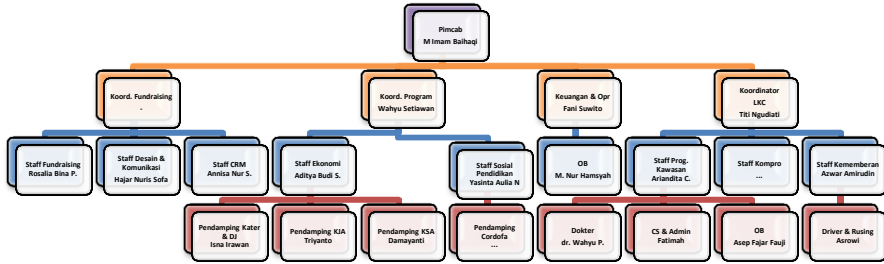 Pimcab
M Imam Baihaqi
Koord. Fundraising
-
Koord. Program
Wahyu Setiawan
Keuangan & Opr
Fani Suwito
Koordinator
LKC
Titi Ngudiati
Staff Fundraising
Rosalia Bina P.
Staff Desain &
Komunikasi
Hajar Nuris Sofa
Staff CRM
Annisa Nur S.
Staff Ekonomi
Aditya Budi S.
Staff Sosial
Pendidikan
Yasinta Aulia N
OB
M. Nur Hamsyah
Staff Prog.
Kawasan
Ariandita C.
Staff Kompro
...
Staff Kememberan
Azwar Amirudin
Pendamping Kater
& DJ
Isna Irawan
Pendamping KJA
Triyanto
Pendamping KSA
Damayanti
Pendamping
Cordofa
...
Dokter
dr. Wahyu P.
CS & Admin
Fatimah
OB
Asep Fajar Fauji
Driver & Rusing
Asrowi